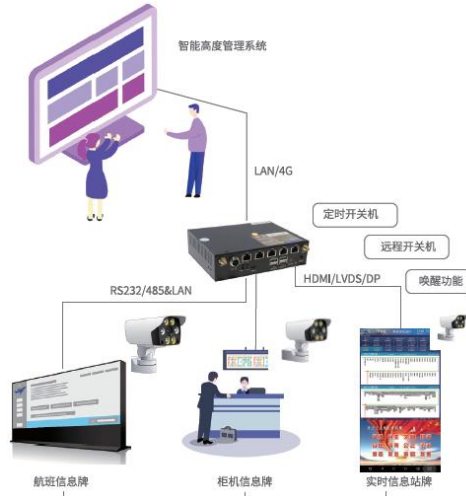 智能高度管理系统
LAN/4G
定时开关机
远程开关机
唤醒功能
RS232/485&LAN
HDMI/LVDS/DP
航班信息牌
柜机信息牌
实时信息站牌